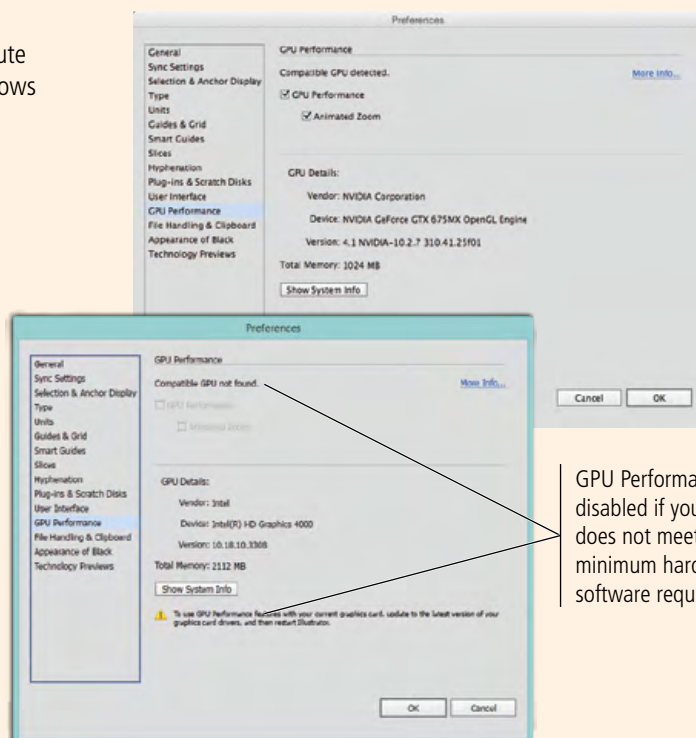 ute
ows
Preferences
General
Sync Settings
Selection & Anchor Display
Type
Units
Guides & Grid
Smart Guides
Slices
Hyphenation
Plug-ins & Scratch Disks
User Interface
GPU Performance
File Handling & Clipboard
Appearance of Black
Technology Previews
GPU Performance
Compatible GPU detected.
More Info...
GPU Performance
Animated Zoom
GPU Details:
Vendor: NVIDIA Corporation
Device: NVIDIA GeForce GTX 675MX OpenGL Engine
Version: 4.1 NVIDIA-10.2.7 310.41.25f01
Total Memory: 1024 MB
Show System Info
Cancel
OK
Preferences
General
Sync Settings
Selection & Anchor Display
Type
Units
Guides & Grid
Smart Guides
Slices
Hyphenation
Plug-ins & Scratch Disks
User Interface
GPU Performance
File Handling & Clipboard
Appearance of Black
Technology Previews
GPU Performance
Compatible GPU not found.
More Info...
GPU Performance
Animated Zoom
GPU Details:
Vendor: Intel
Device: Intel(R) HD Graphics 4000
Version: 10.18.10.3308
Total Memory: 2112 MB
Show System Info
To use GPU Performance features with your current graphics card, update to the latest version of your
graphics card drivers, and then restart Illustrator.
OK
Cancel
GPU Performa
disabled if you
does not meet
minimum hard
software requi